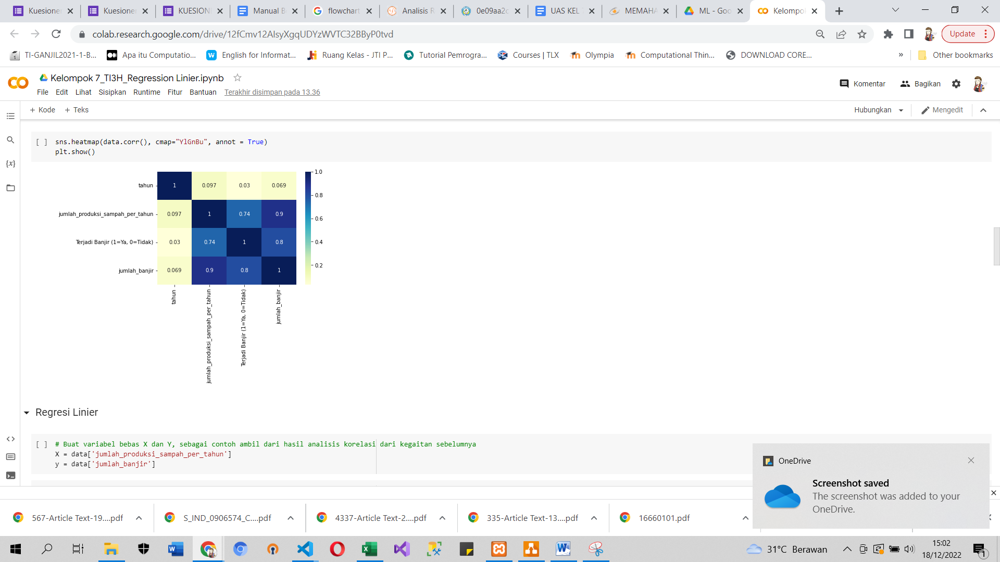 Kuesioner
Kuesioner
KUESION
Manual B
flowchart
Analisis R
0e09aa2c
UAS KEL 7
MEMAHA
ML - Goo
Kelompo
colab.research.google.com/drive/12fCmv12AIsyXgqUDYzWVTC32BByP0tvd
Update
TI-GANJIL2021-1-B...
Apa itu Computatio...
English for Informat...
Ruang Kelas - JTI P...
Tutorial Pemrogra...
Courses | TLX
Olympia
Computational Thin...
DOWNLOAD CORE...
»
Other bookmarks
Kelompok 7_TI3H_Regression Linier.ipynb
Komentar
Bagikan
File Edit Lihat Sisipkan Runtime Fitur Bantuan Terakhir disimpan pada 13.36
+ Kode + Teks
Hubungkan
Mengedit
[ ] sns.heatmap(data.corr(), cmap="YlGnBu", annot = True)
plt.show()
{x}
tahun 1 0.097 0.03 0.069
jumlah_produksi_sampah_per_tahun 0.097 1 0.74 0.9
Terjadi Banjir (1=Ya, 0=Tidak) 0.03 0.74 1 0.8
jumlah_banjir 0.069 0.9 0.8 1
1.0
0.8
0.6
0.4
0.2
tahun
jumlah_produksi_sampah_per_tahun
Terjadi Banjir (1=Ya, 0=Tidak)
jumlah_banjir
Regresi Linier
[ ] # Buat variabel bebas X dan Y, sebagai contoh ambil dari hasil analisis korelasi dari kegaitan sebelumnya
X = data['jumlah_produksi_sampah_per_tahun']
y = data['jumlah_banjir']
OneDrive
Screenshot saved
The screenshot was added to your
OneDrive.
567-Article Text-19....pdf
S_IND_0906574_C....pdf
4337-Article Text-2....pdf
335-Article Text-13....pdf
16660101.pdf
31°C Berawan
15:02
18/12/2022
1